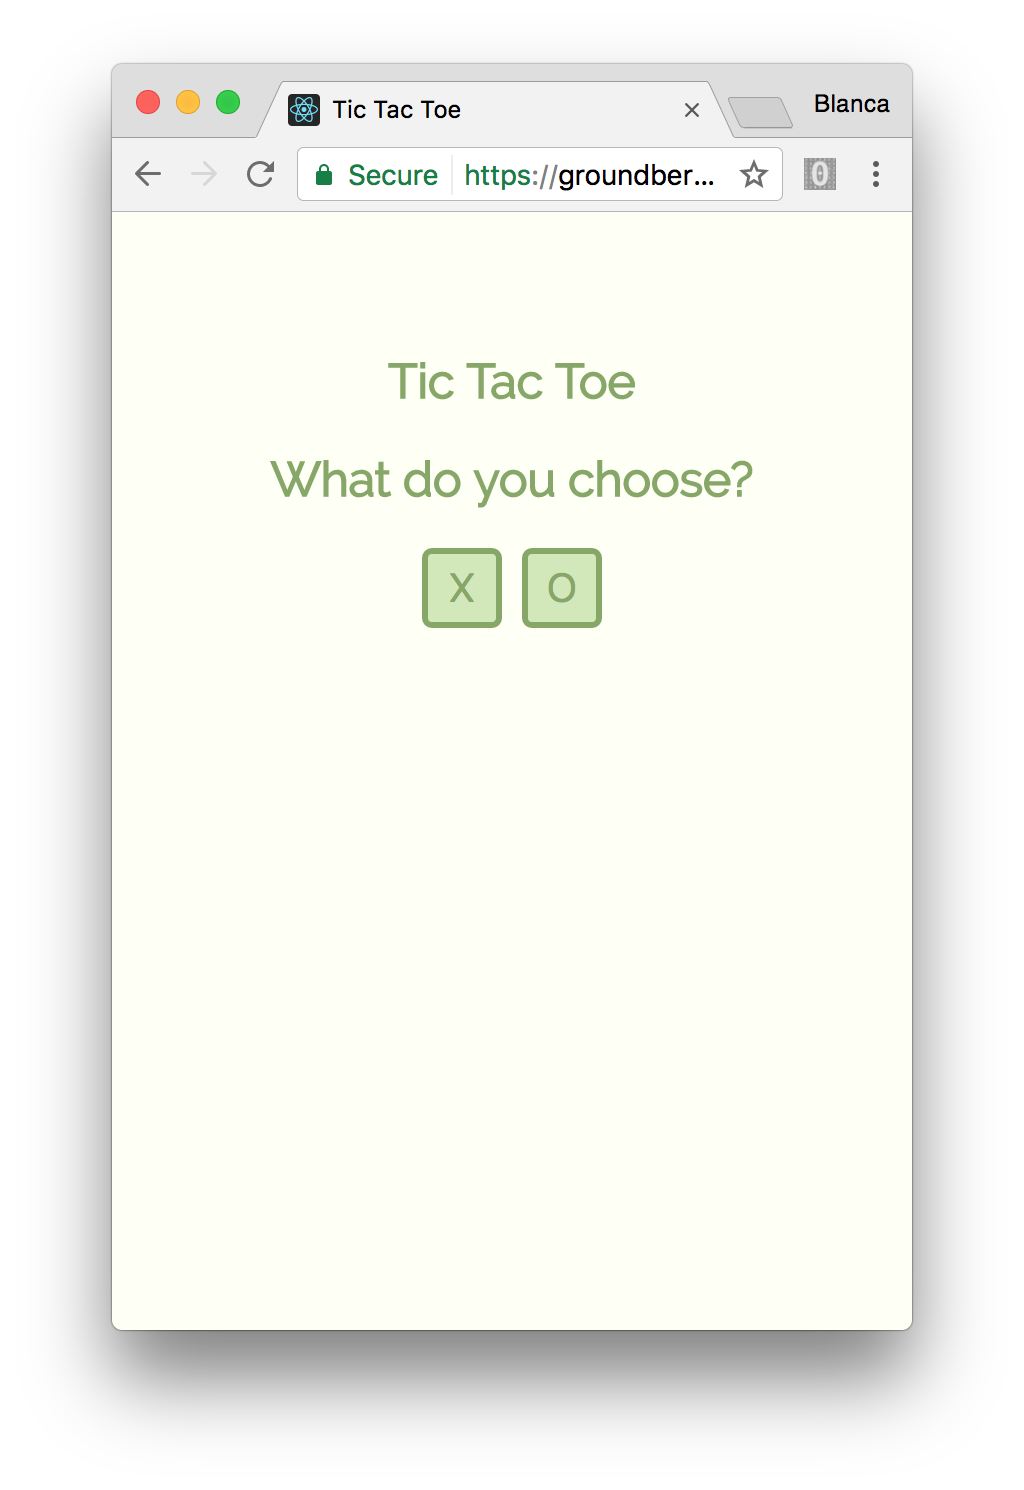 Tic Tac Toe
Blanca
Secure https://groundber...
0
Tic Tac Toe
What do you choose?
X O